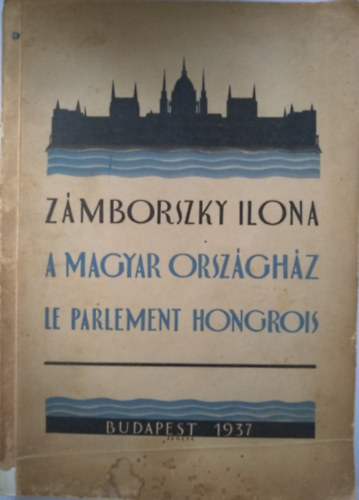 ZÁMBORSZKY ILONA
A MAGYAR ORSZÁGHÁZ
LE PARLEMENT HONGROIS
BUDAPEST 1937